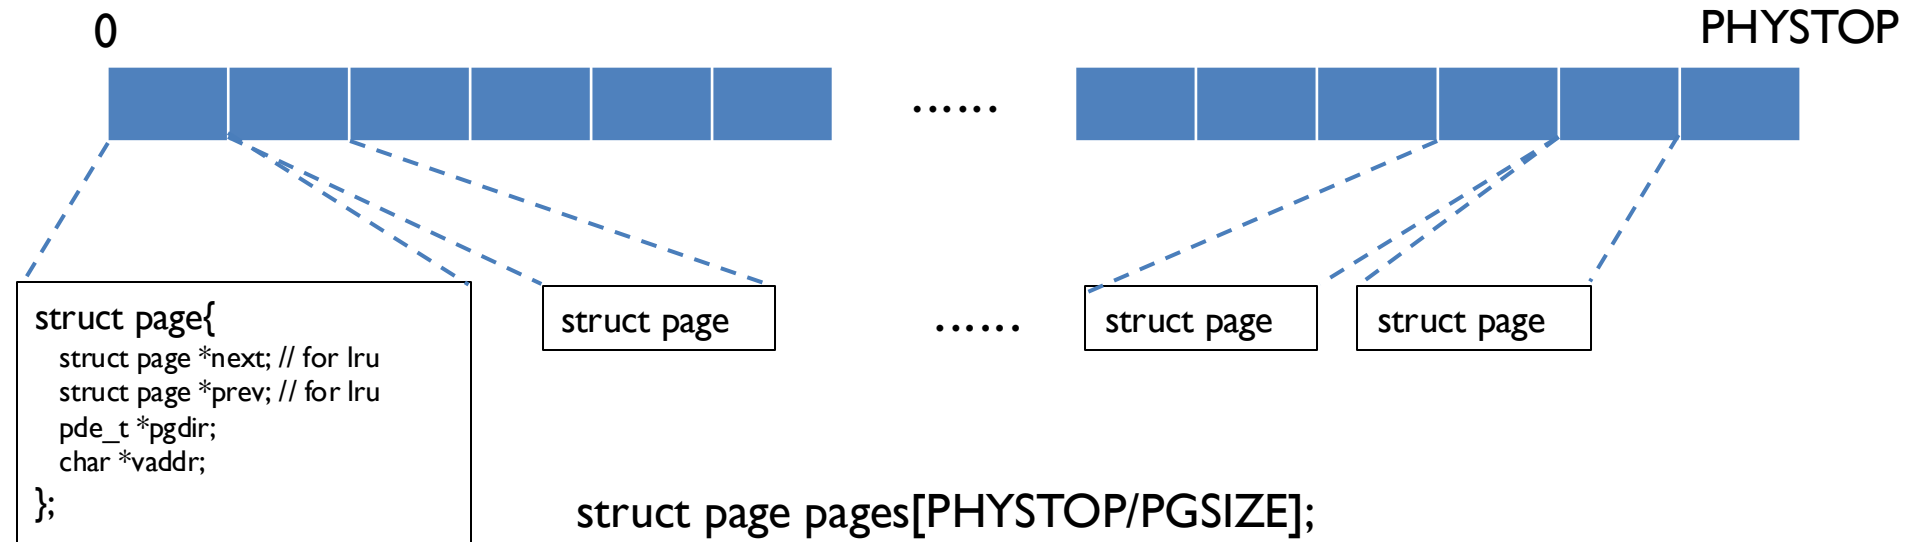 0
PHYSTOP
......
struct page{
struct page *next; // for lru
struct page *prev; // for lru
pde_t *pgdir;
char *vaddr;
};
struct page
......
struct page
struct page
struct page pages[PHYSTOP/PGSIZE];